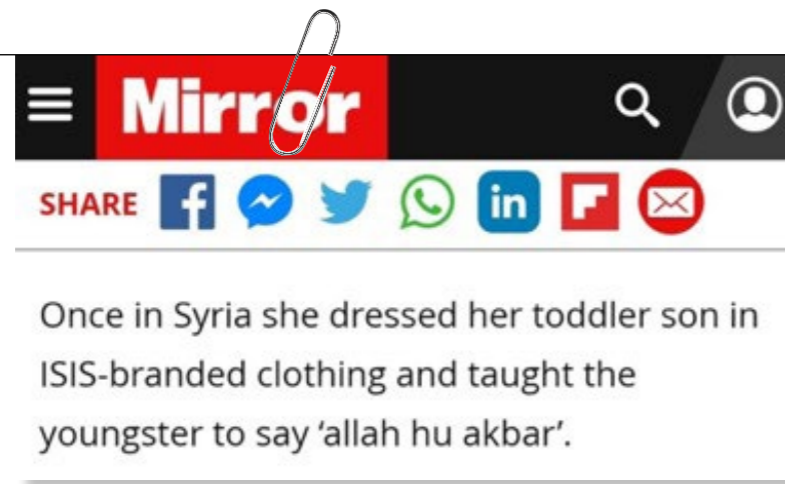 Mirror
SHARE
Once in Syria she dressed her toddler son in
ISIS-branded clothing and taught the
youngster to say ‘allah hu akbar’.